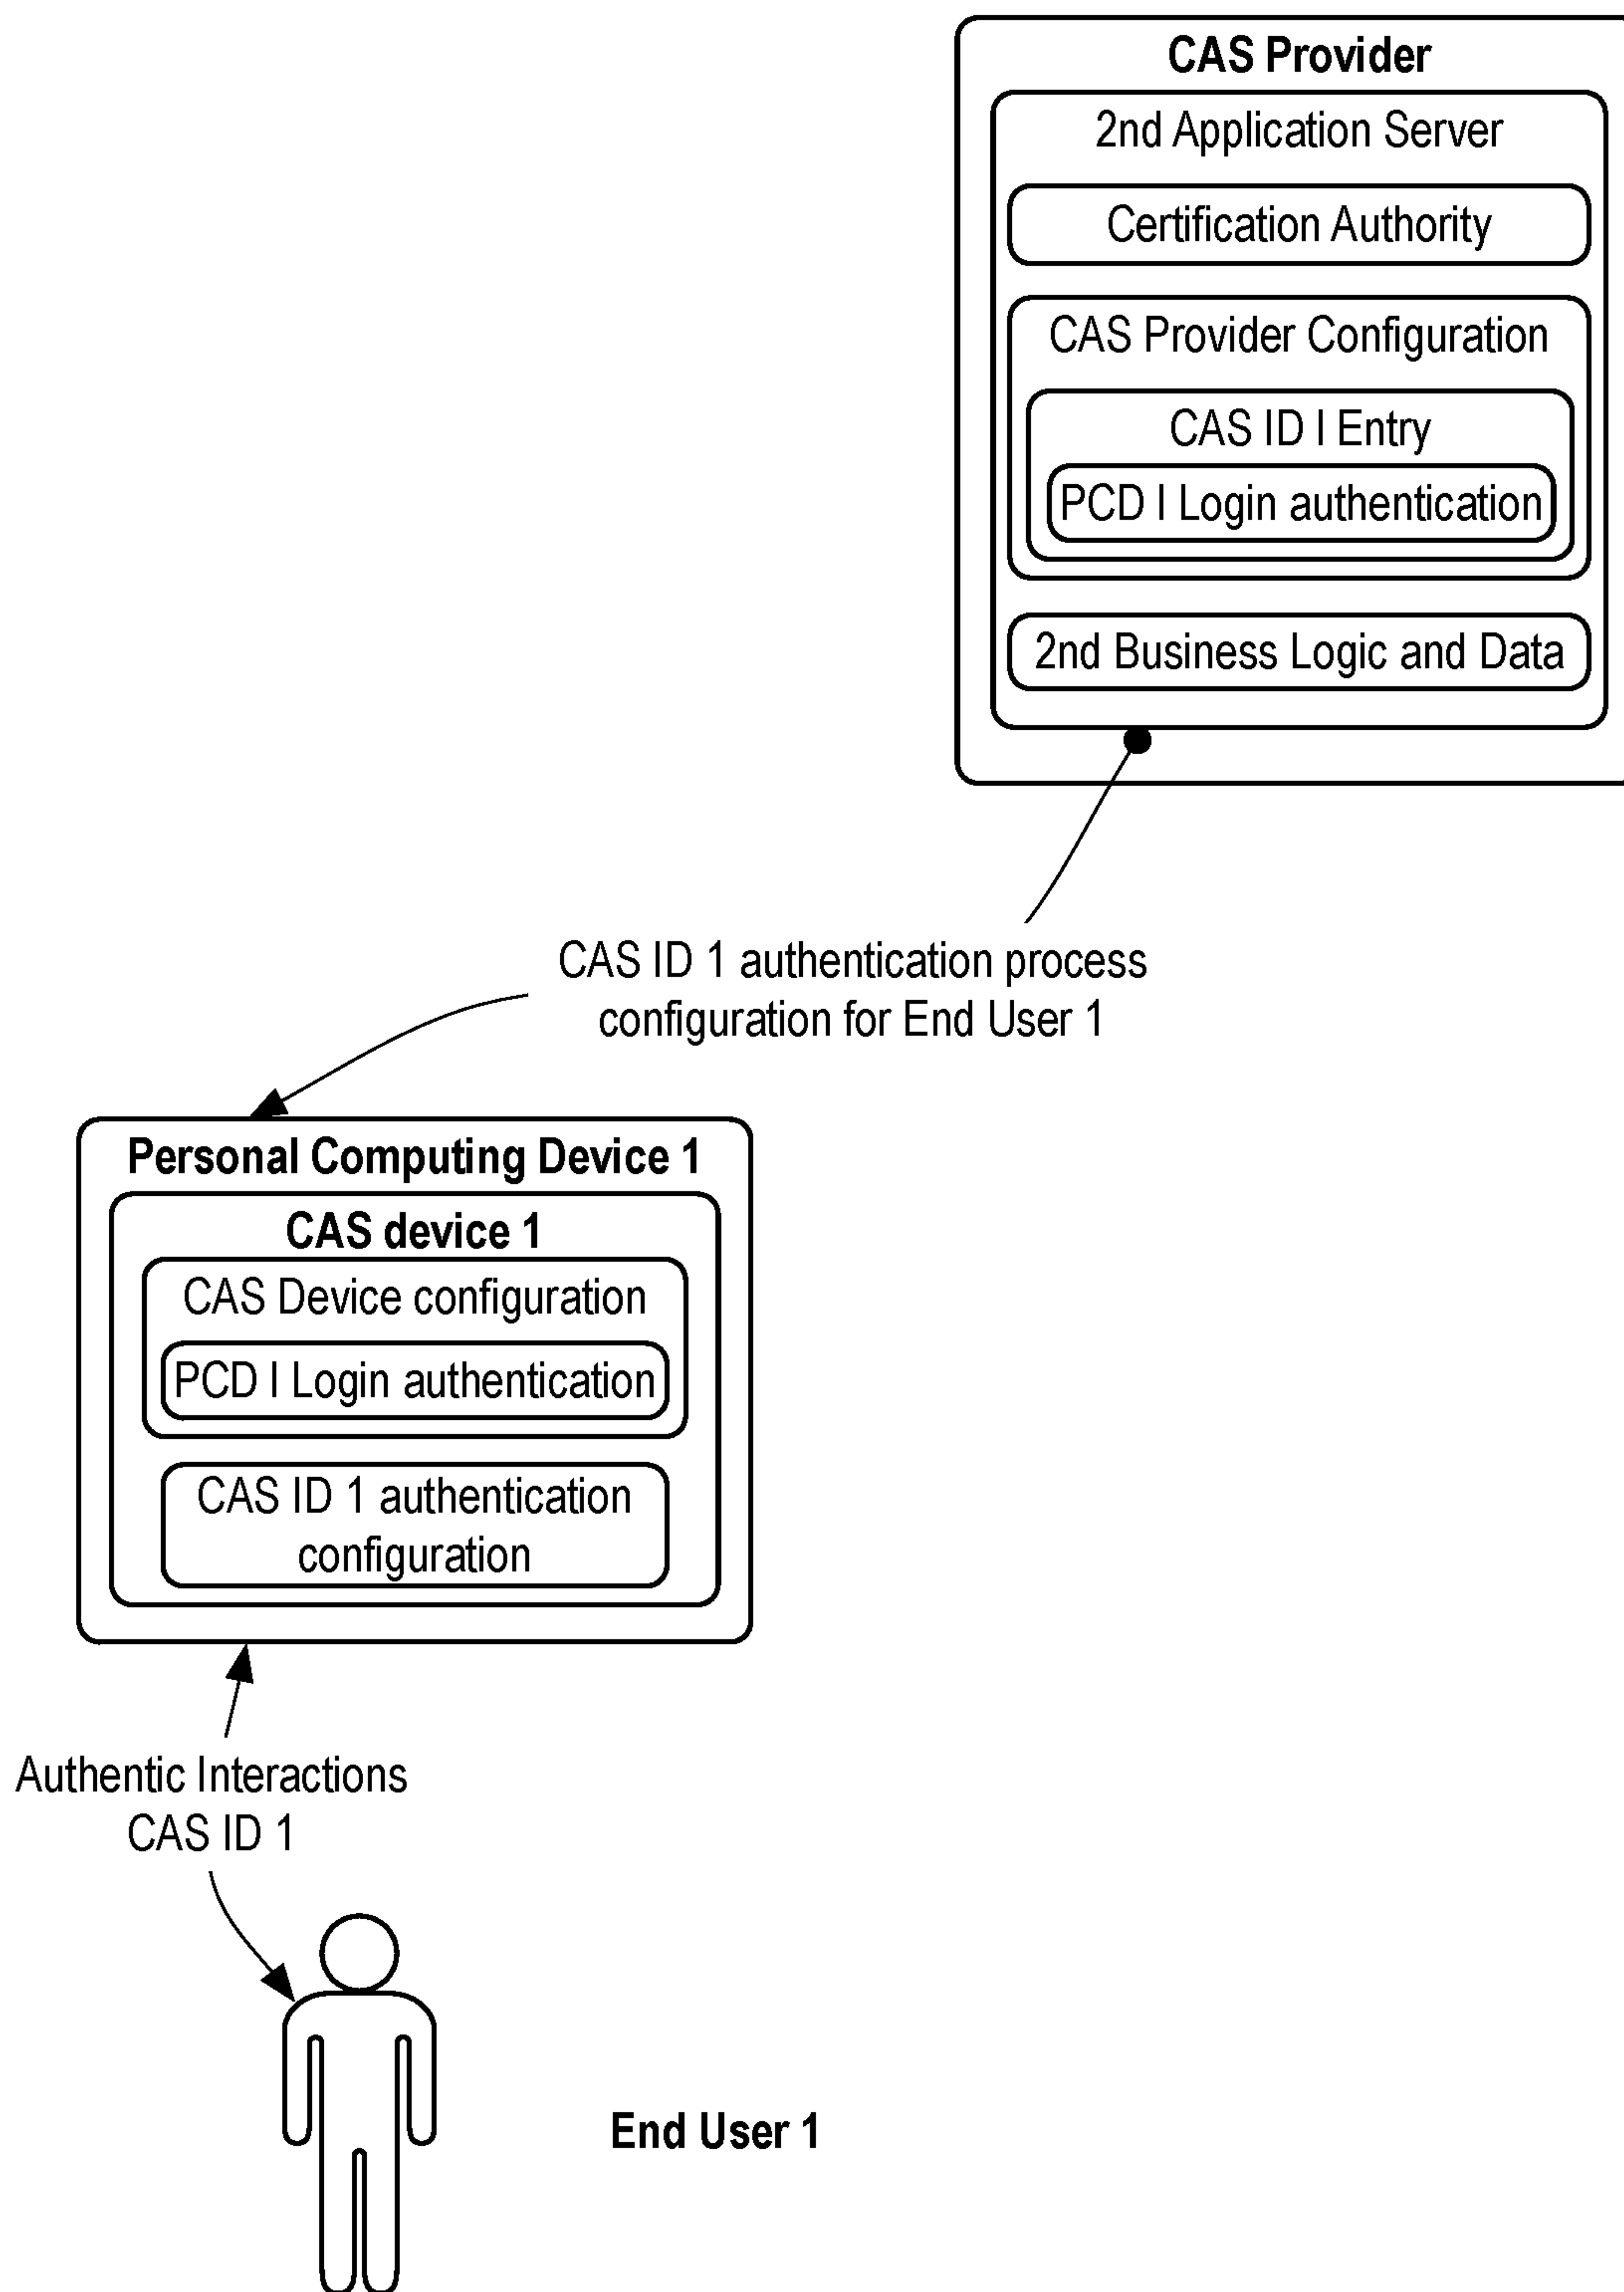 CAS Provider
2nd Application Server
Certification Authority
CAS Provider Configuration
CAS ID I Entry
PCD I Login authentication
2nd Business Logic and Data
CAS ID 1 authentication process
configuration for End User 1
Personal Computing Device 1
CAS device 1
CAS Device configuration
PCD I Login authentication
CAS ID 1 authentication
configuration
Authentic Interactions
CAS ID 1
End User 1